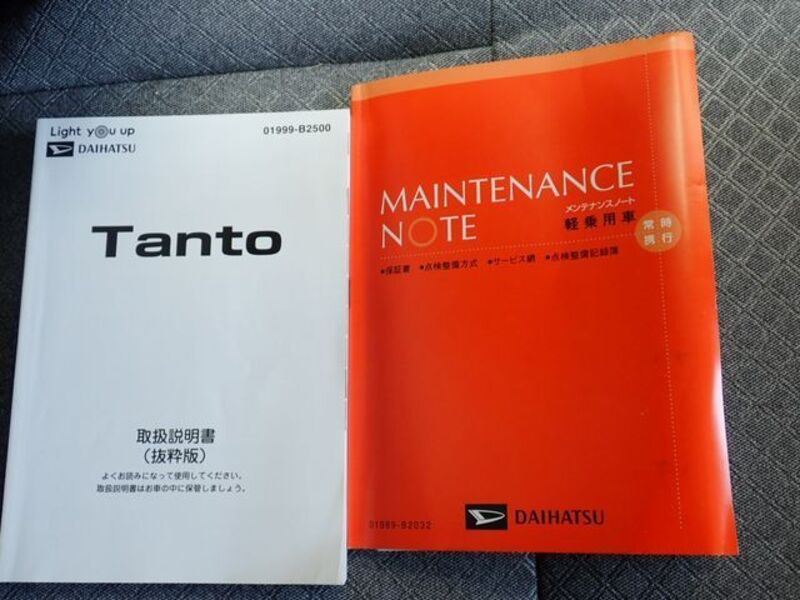 Light you up
01999-B2500
DAIHATSU
Tanto
取扱説明書
（抜粋版）
よくお読みになって使用してください。
取扱説明書はお車の中に保管しましょう。
MAINTENANCE
NOTE
メンテナンスノート
軽乗用車
常時
携行
●保証書 ●点検整備方式 ●サービス網 ●点検整備記録簿
01989-B2032
DAIHATSU